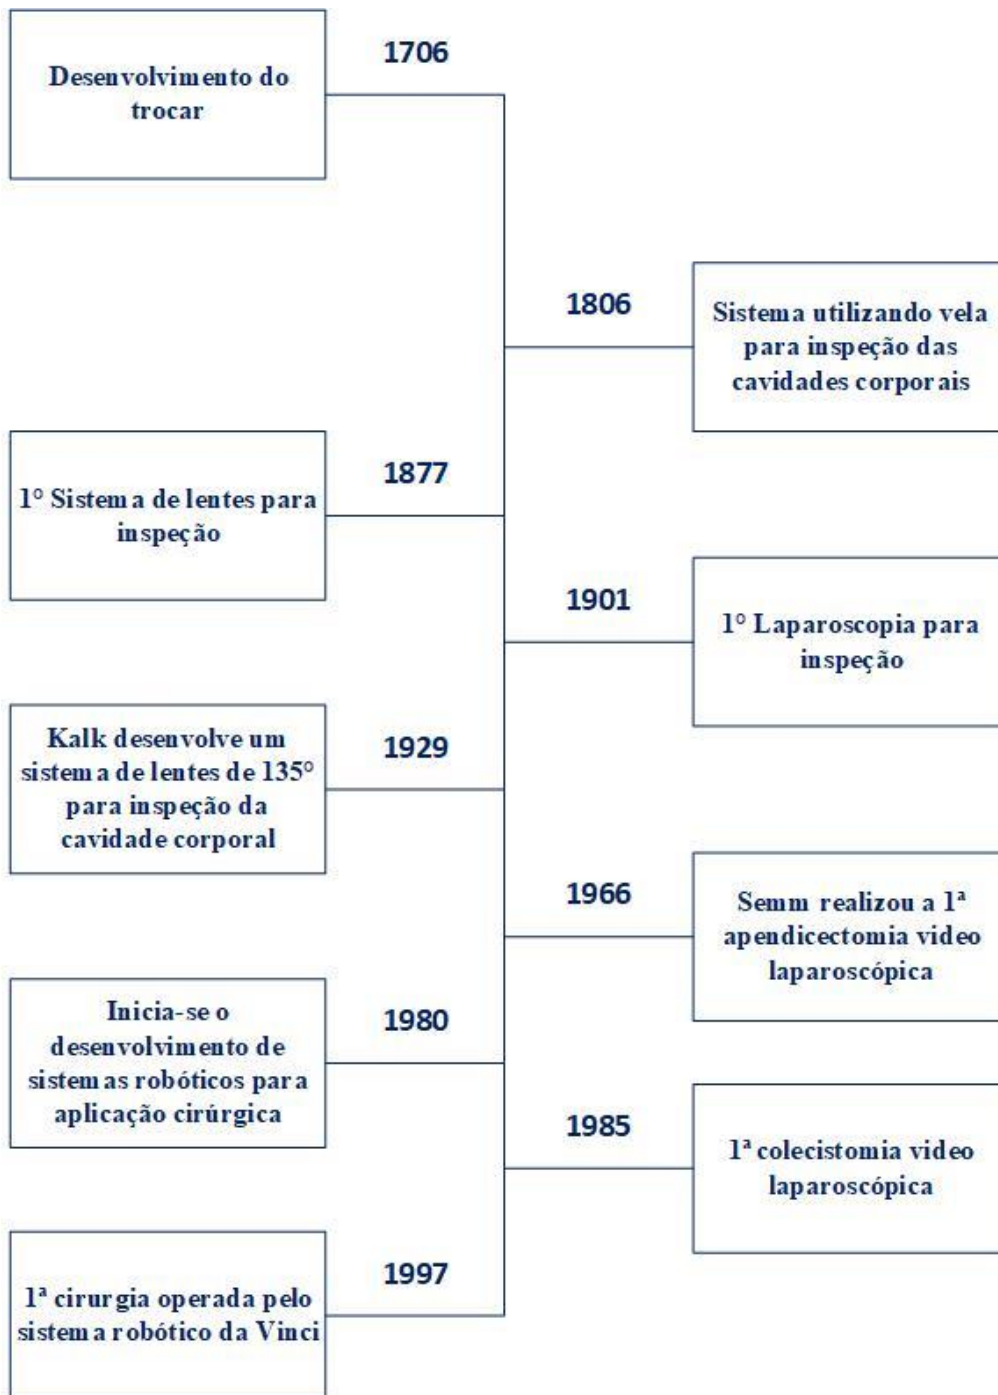 1706
Desenvolvimento do
trocar
1806
Sistema utilizando vela
para inspeção das
cavidades corporais
1877
1° Sistema de lentes para
inspeção
1901
1° Laparoscopia para
inspeção
1929
Kalk desenvolve um
sistema de lentes de 135°
para inspeção da
cavidade corporal
1966
Semm realizou a 1ª
apendicectomia video
laparoscópica
1980
Inicia-se o
desenvolvimento de
sistemas robóticos para
aplicação cirúrgica
1985
1ª colecistomia video
laparoscópica
1997
1ª cirurgia operada pelo
sistema robótico da Vinci